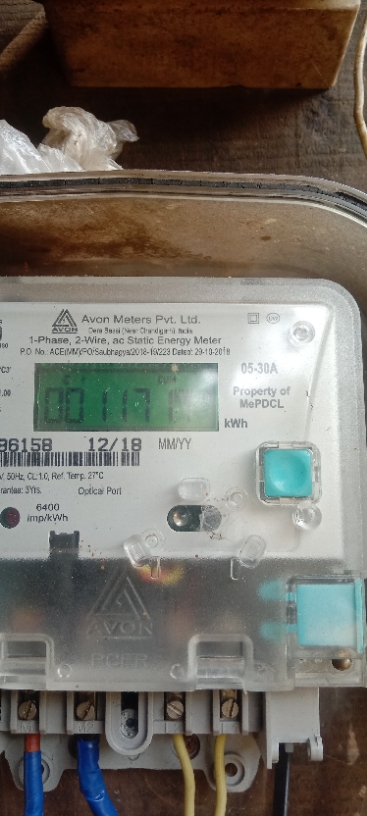 AVON
Avon Meters Pvt. Ltd.
Dera Bassi (Near Chandigarh) India
1-Phase, 2-Wire, ac Static Energy Meter
P.O No.: ACE(MM)/PO/Saubhagya/2018-19/223 Dated: 29-10-2018
05-30A
Property of
MePDCL
kWh
96158 12/18 MM/YY
V, 50Hz, CL:1.0, Ref. Temp. 27°C
3Yrs. Optical Port
6400
imp/kWh
AVON